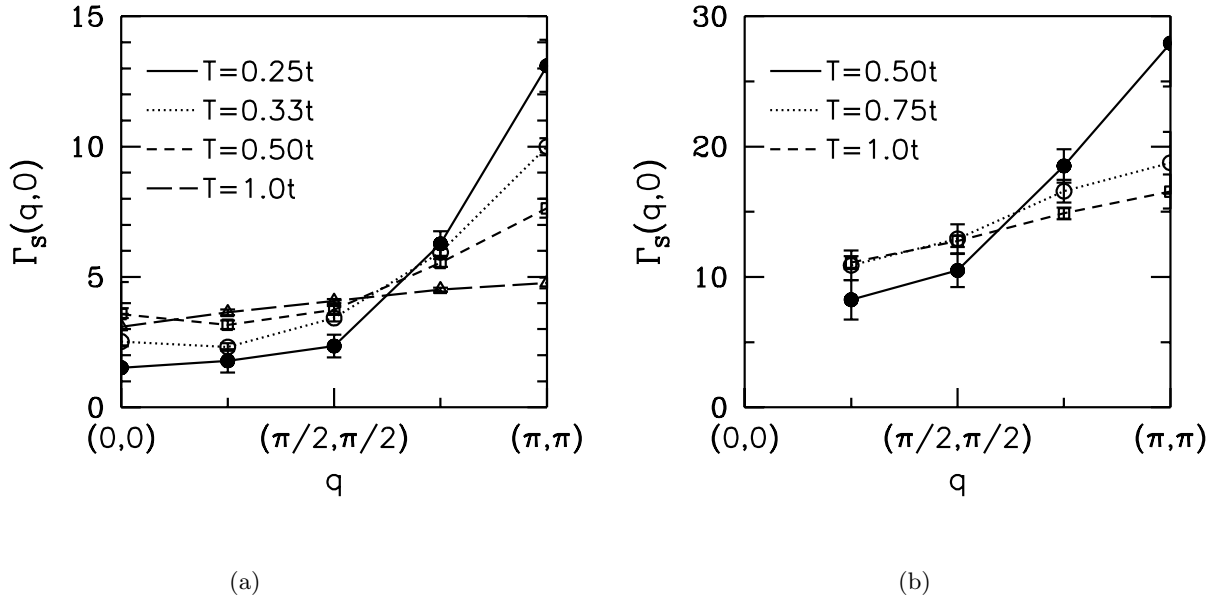 15
10
5
0
Γs(q,0)
T=0.25t
T=0.33t
T=0.50t
T=1.0t
(0,0)
(π/2,π/2)
(π,π)
q
(a)
30
20
10
0
Γs(q,0)
T=0.50t
T=0.75t
T=1.0t
(0,0)
(π/2,π/2)
(π,π)
q
(b)